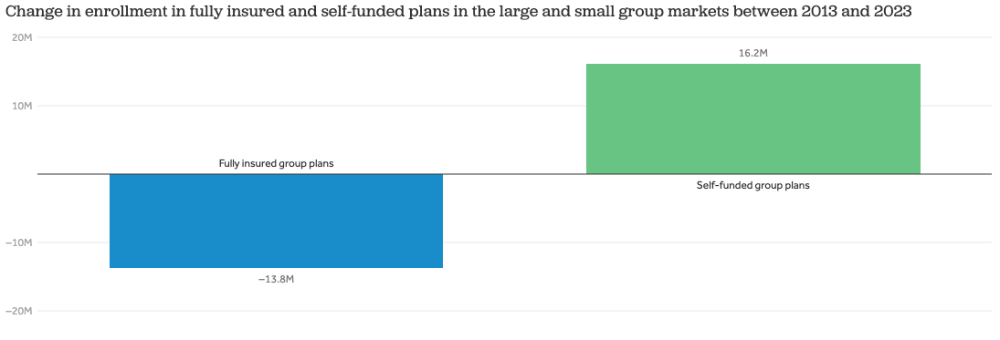 Change in enrollment in fully insured and self-funded plans in the large and small group markets between 2013 and 2023
20M
16.2M
10M
Fully insured group plans
Self-funded group plans
−10M
−13.8M
−20M